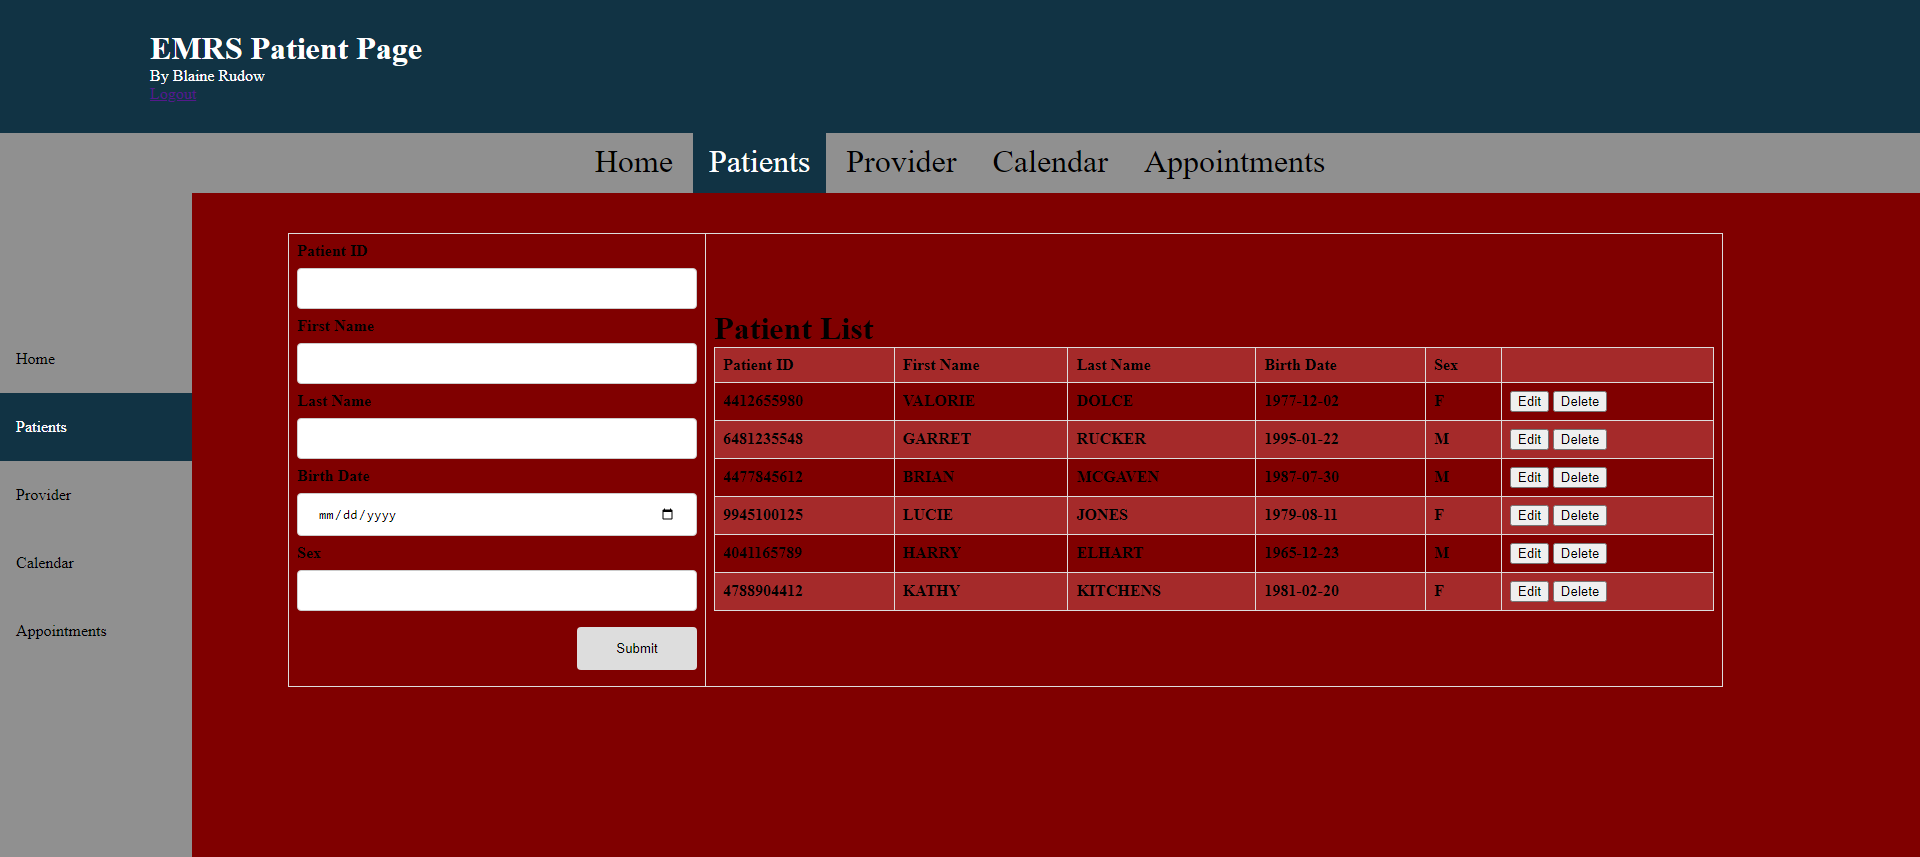 EMRS Patient Page
By Blaine Rudow
Logout
Home Patients Provider Calendar Appointments
Home
Patients
Provider
Calendar
Appointments
Patient ID
First Name
Last Name
Birth Date
mm/dd/yyyy
Sex
Submit
Patient List
Patient ID First Name Last Name Birth Date Sex
4412655980 VALORIE DOLCE 1977-12-02 F Edit Delete
6481235548 GARRET RUCKER 1995-01-22 M Edit Delete
4477845612 BRIAN MCGAVEN 1987-07-30 M Edit Delete
9945100125 LUCIE JONES 1979-08-11 F Edit Delete
4041165789 HARRY ELHART 1965-12-23 M Edit Delete
4788904412 KATHY KITCHENS 1981-02-20 F Edit Delete